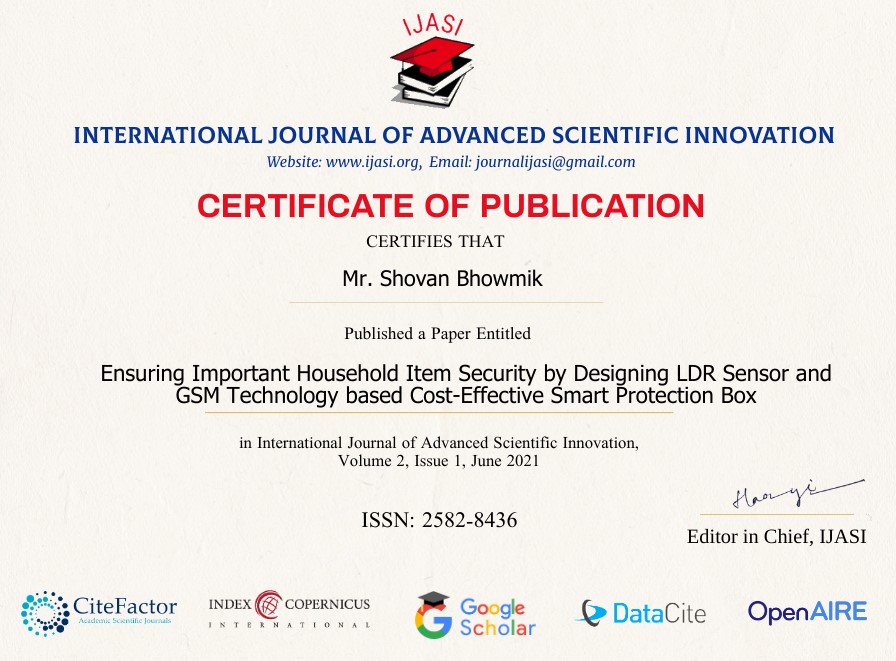 IJASI
INTERNATIONAL JOURNAL OF ADVANCED SCIENTIFIC INNOVATION
Website: www.ijasi.org, Email: journalijasi@gmail.com
CERTIFICATE OF PUBLICATION
CERTIFIES THAT
Mr. Shovan Bhowmik
Published a Paper Entitled
Ensuring Important Household Item Security by Designing LDR Sensor and
GSM Technology based Cost-Effective Smart Protection Box
in International Journal of Advanced Scientific Innovation,
Volume 2, Issue 1, June 2021
ISSN: 2582-8436
Editor in Chief, IJASI
CiteFactor
Academic Scientific Journals
INDEX COPERNICUS
INTERNATIONAL
Google
Scholar
DataCite
OpenAIRE